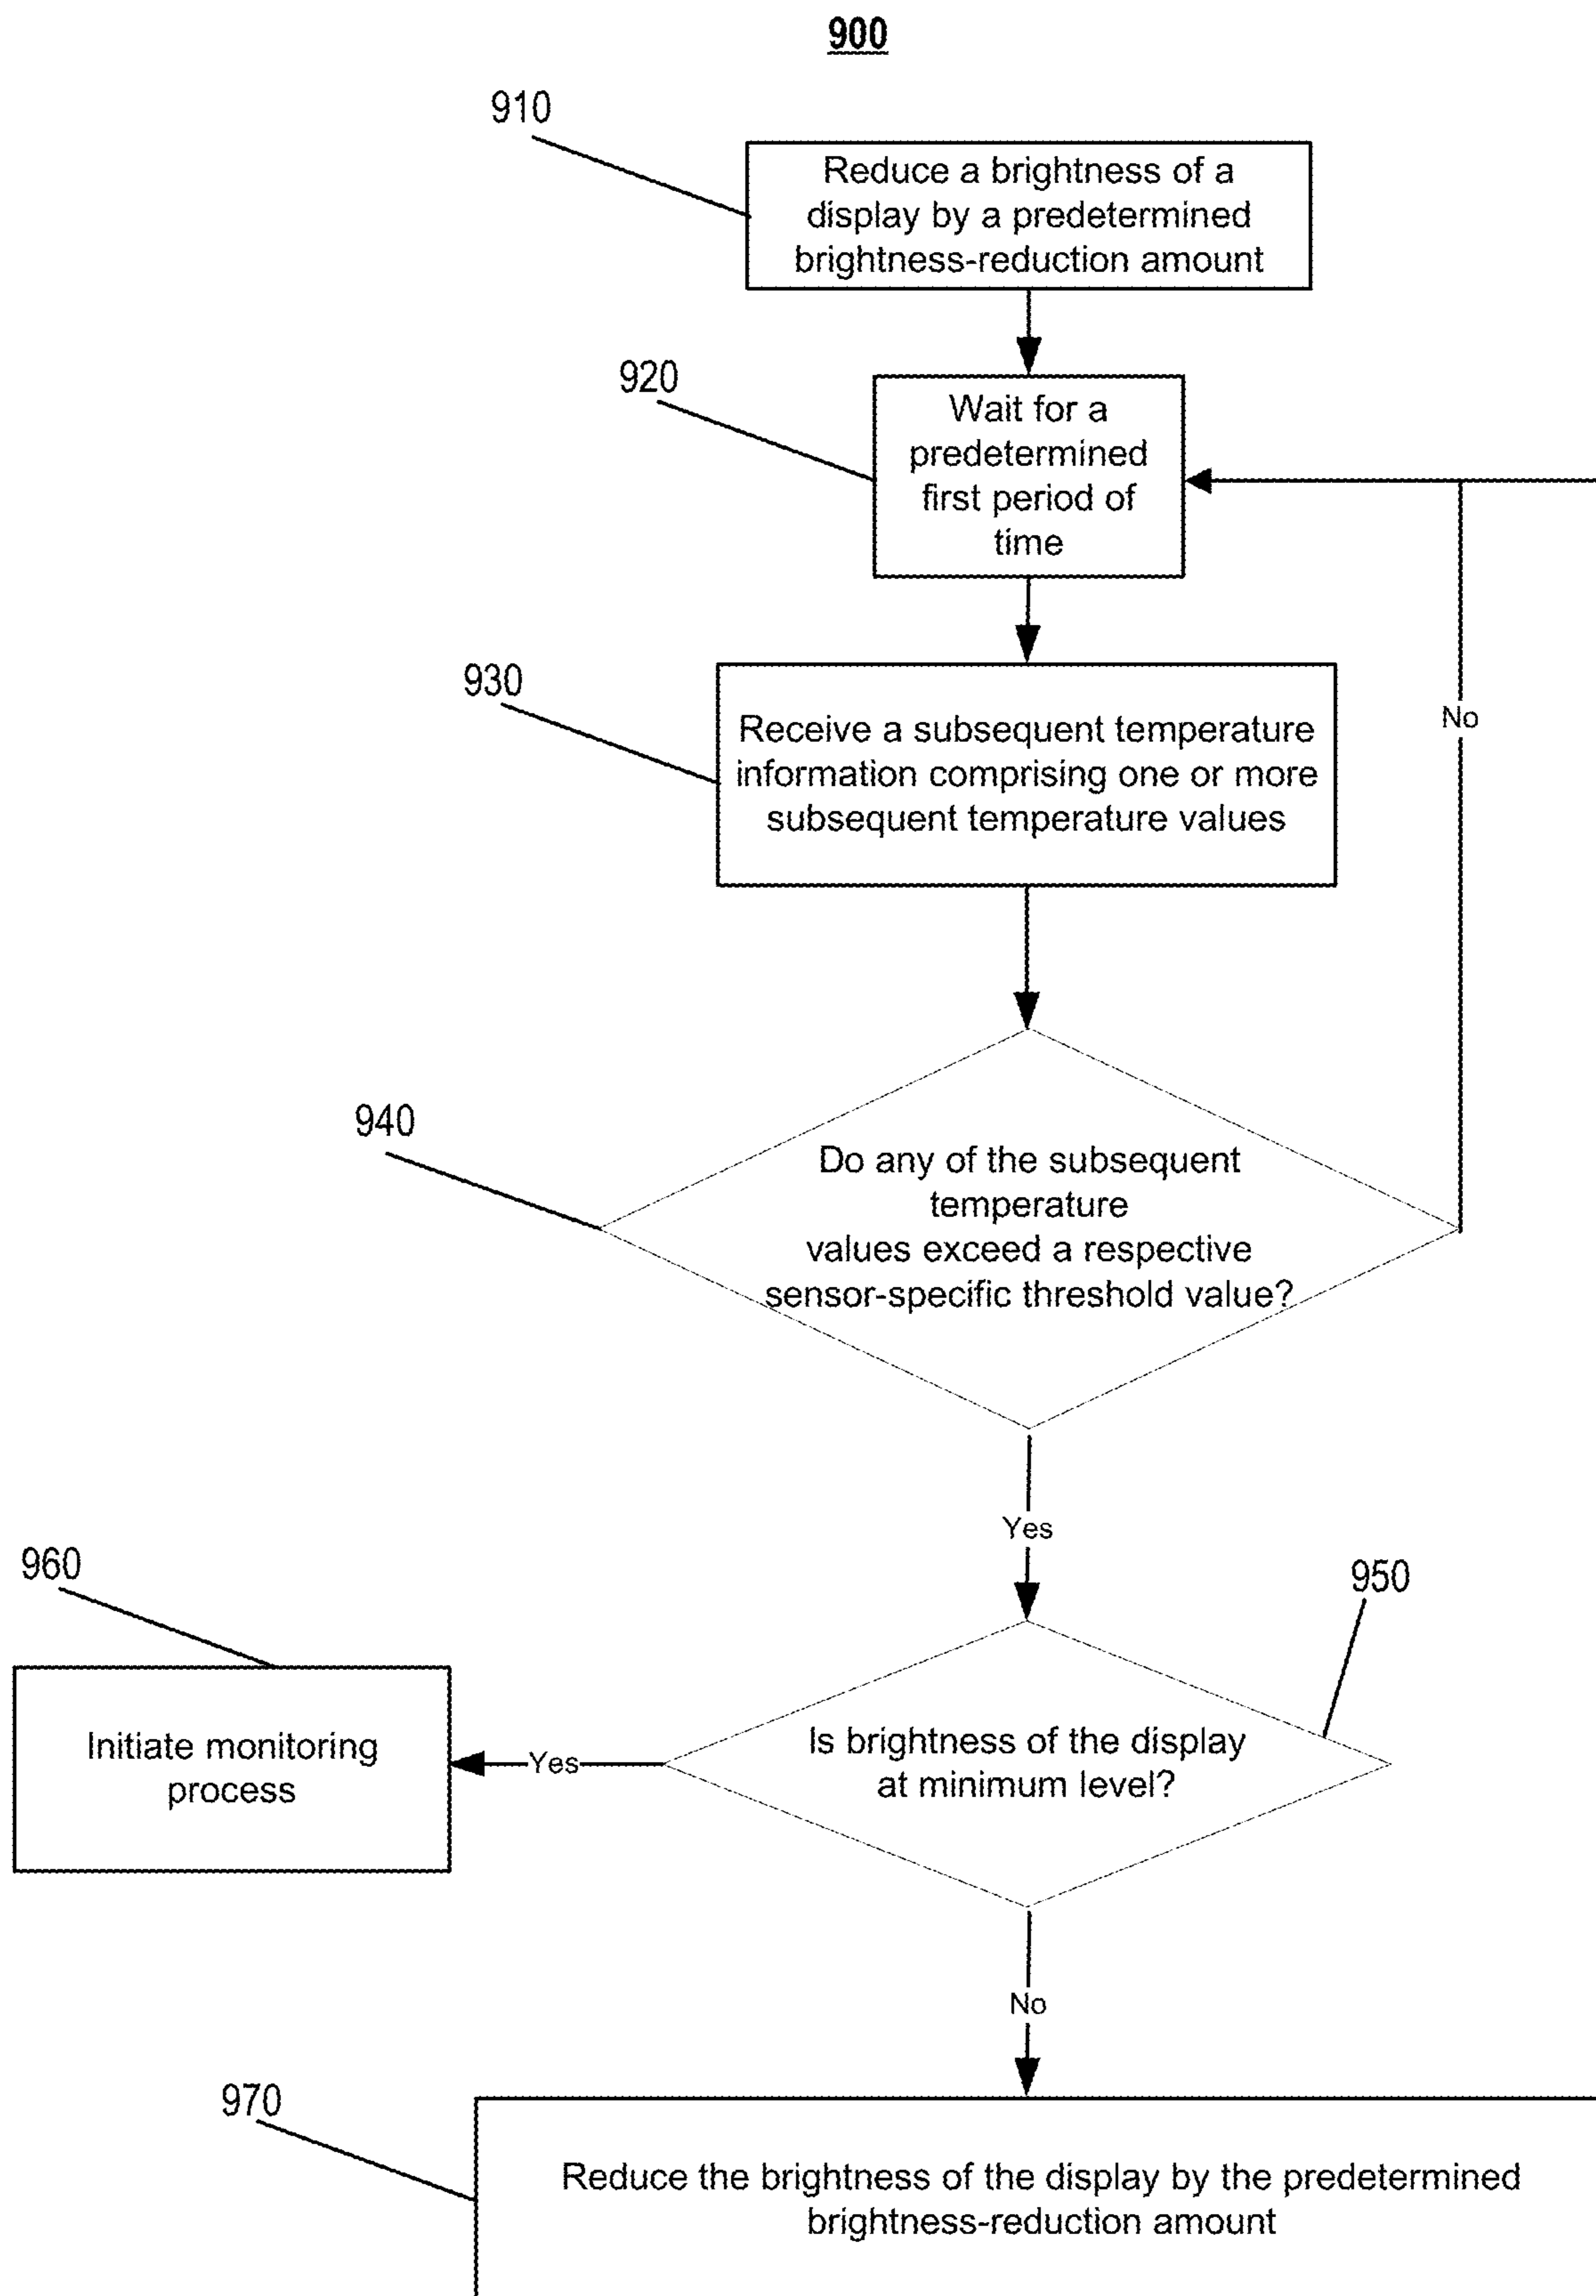 900
910
Reduce a brightness of a
display by a predetermined
brightness-reduction amount
920
Wait for a
predetermined
first period of
time
930
Receive a subsequent temperature
information comprising one or more
subsequent temperature values
No
940
Do any of the subsequent
temperature
values exceed a respective
sensor-specific threshold value?
Yes
960
950
Initiate monitoring
process
Yes
Is brightness of the display
at minimum level?
No
970
Reduce the brightness of the display by the predetermined
brightness-reduction amount